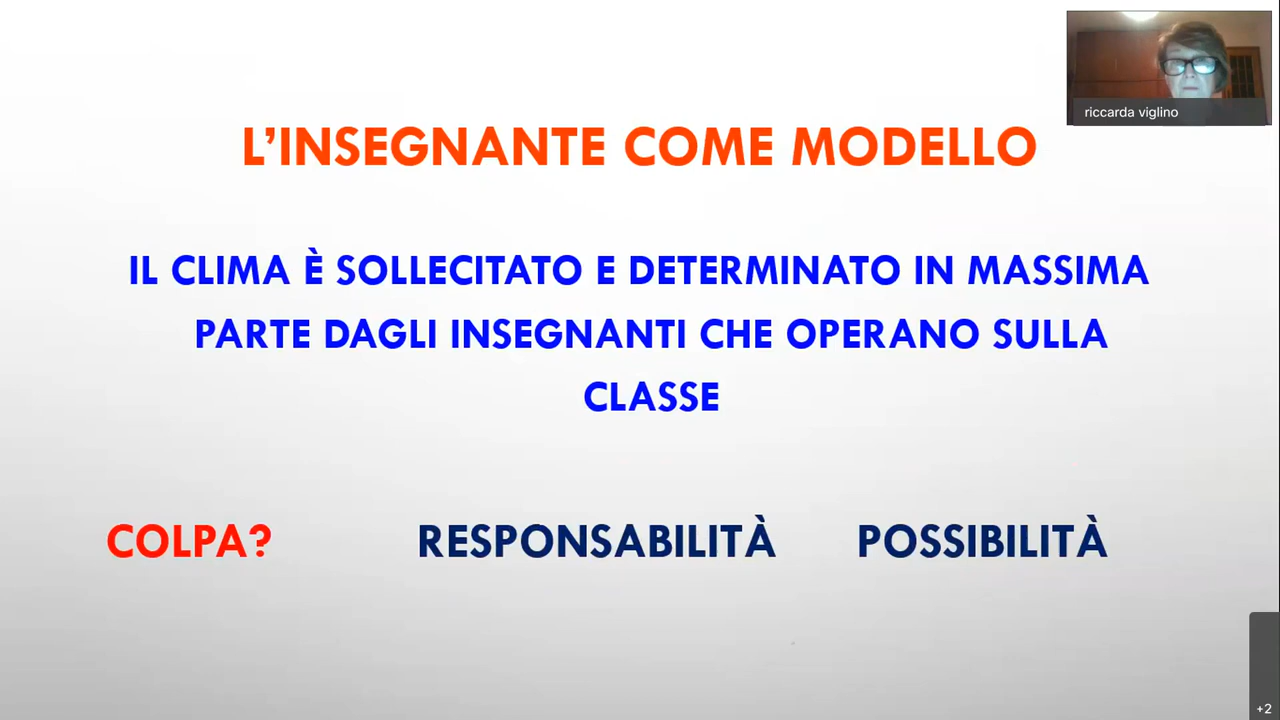 riccarda viglino
L'INSEGNANTE COME MODELLO
IL CLIMA È SOLLECITATO E DETERMINATO IN MASSIMA
PARTE DAGLI INSEGNANTI CHE OPERANO SULLA
CLASSE
COLPA? RESPONSABILITÀ POSSIBILITÀ
+2